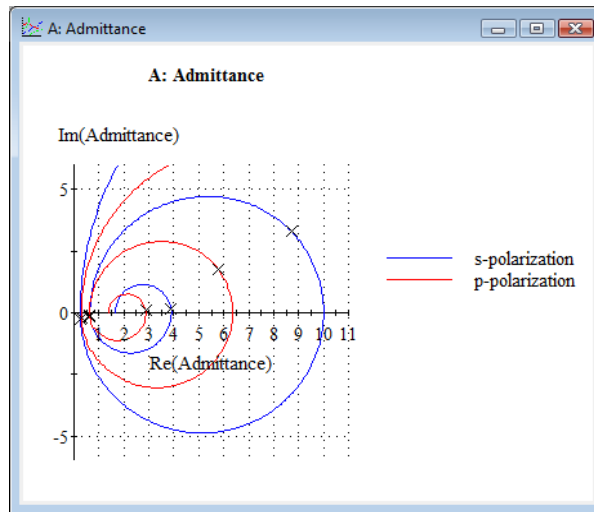 A: Admittance
A: Admittance
Im(Admittance)
5
s-polarization
p-polarization
0
1 2 3 4 5 6 7 8 9 10 11
Re(Admittance)
-5